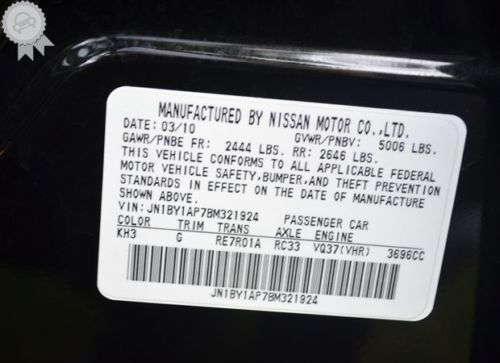 MANUFACTURED BY NISSAN MOTOR CO.,LTD.
DATE: 03/10 GVWR/PNBV: 5006 LBS.
GAWR/PNBE FR: 2444 LBS. RR: 2646 LBS.
THIS VEHICLE CONFORMS TO ALL APPLICABLE FEDERAL
MOTOR VEHICLE SAFETY,BUMPER,AND THEFT PREVENTION
STANDARDS IN EFFECT ON THE DATE OF MANUFACTURE
SHOWN ABOVE.
VIN: JN1BY1AP7BM321924 PASSENGER CAR
COLOR TRIM TRANS AXLE ENGINE
KH3 G RE7R01A RC33 VQ37(VHR) 3696CC
JN1BY1AP7BM321924